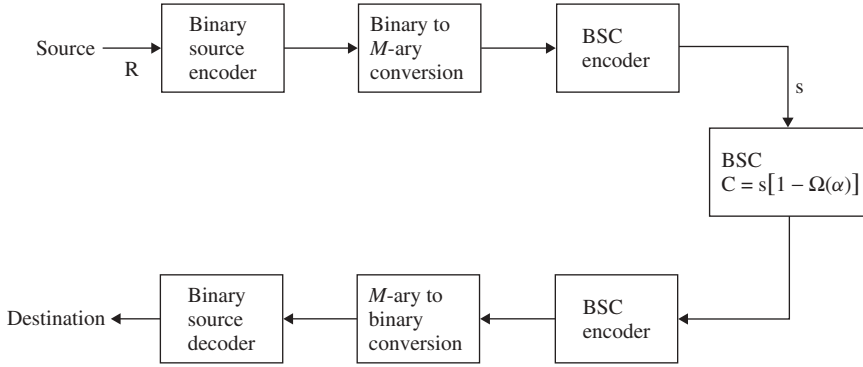 Source
R
Binary
source
encoder
Binary to
M-ary
conversion
BSC
encoder
s
BSC
C = s[1 − Ω(α)]
Destination
Binary
source
decoder
M-ary to
binary
conversion
BSC
encoder